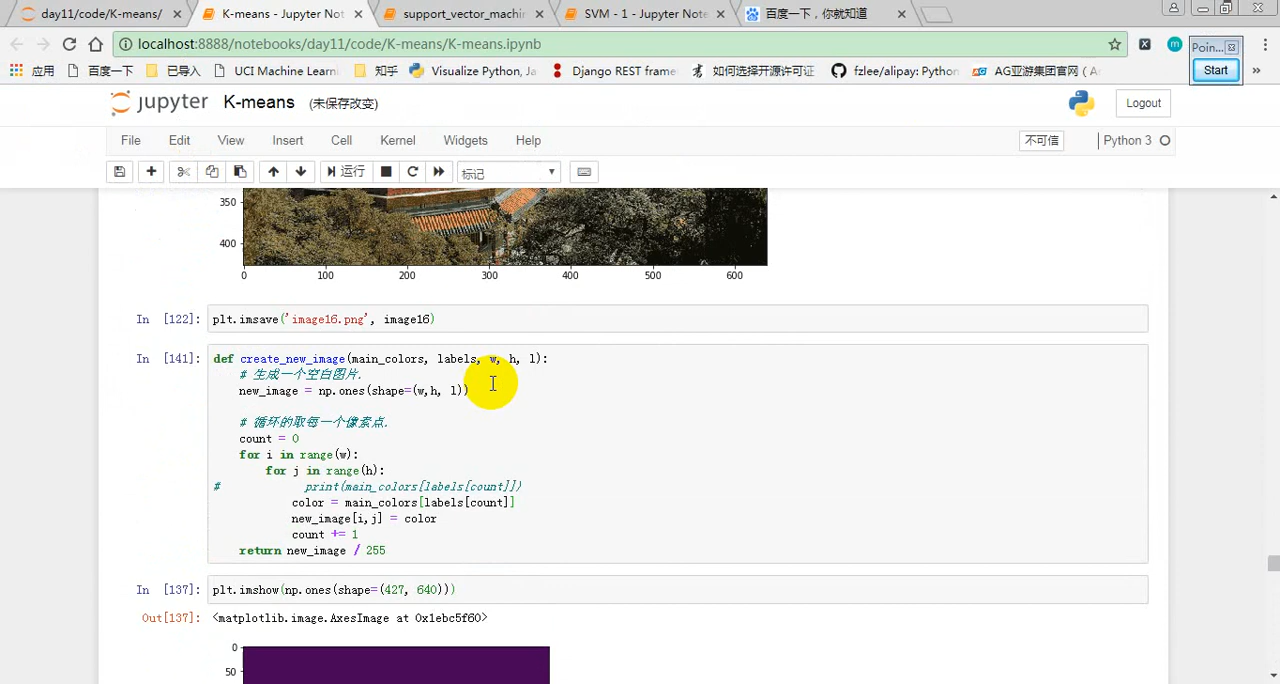 day11/code/K-means/
K-means - Jupyter Not
support_vector_machin
SVM - 1 - Jupyter Note
百度一下，你就知道
localhost:8888/notebooks/day11/code/K-means/K-means.ipynb
Poin...
Start
应用
百度一下
已导入
UCI Machine Learni
知乎
Visualize Python, Ja
Django REST frame
如何选择开源许可证
fzlee/alipay: Python
AG亚游集团官网 ( A
»
jupyter K-means (未保存改变)
Logout
File Edit View Insert Cell Kernel Widgets Help
不可信
Python 3
运行
标记
350
400
0 100 200 300 400 500 600
In [122]: plt.imsave('image16.png', image16)
In [141]: def create_new_image(main_colors, labels, w, h, l):
# 生成一个空白图片.
new_image = np.ones(shape=(w,h, l))
# 循环的取每一个像素点.
count = 0
for i in range(w):
for j in range(h):
# print(main_colors[labels[count]])
color = main_colors[labels[count]]
new_image[i,j] = color
count += 1
return new_image / 255
In [137]: plt.imshow(np.ones(shape=(427, 640)))
Out[137]: <matplotlib.image.AxesImage at 0x1ebc5f60>
0
50